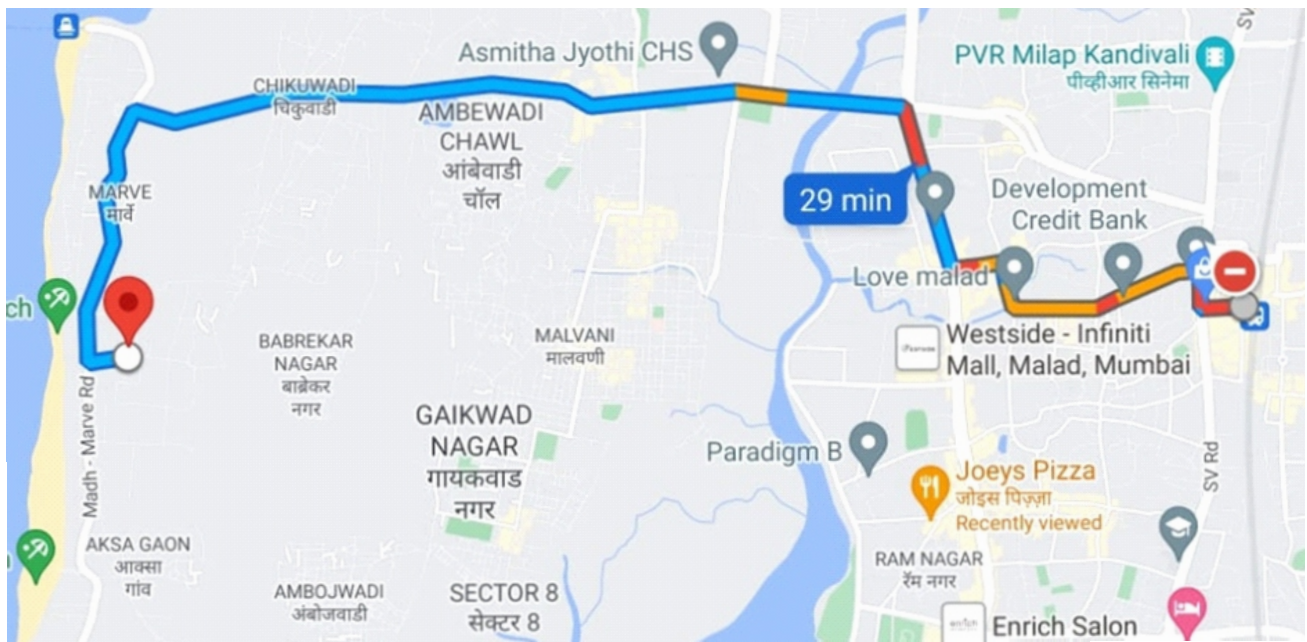 Asmitha Jyothi CHS
PVR Milap Kandivali
पीव्हीआर सिनेमा
SV
CHIKUWADI
चिकुवाडी
AMBEWADI
CHAWL
आंबेवाडी
चॉल
MARVE
मार्वे
29 min
Development
Credit Bank
Love malad
ch
BABREKAR
NAGAR
बाब्रेकर
नगर
MALVANI
मालवणी
Westside - Infiniti
Mall, Malad, Mumbai
Madh - Marve Rd
GAIKWAD
NAGAR
गायकवाड
नगर
Paradigm B
Joeys Pizza
जोइस पिज़्ज़ा
Recently viewed
SV Rd
AKSA GAON
आक्सा
गांव
AMBOJWADI
अंबोजवाडी
SECTOR 8
सेक्टर 8
RAM NAGAR
रॅम नगर
Enrich Salon